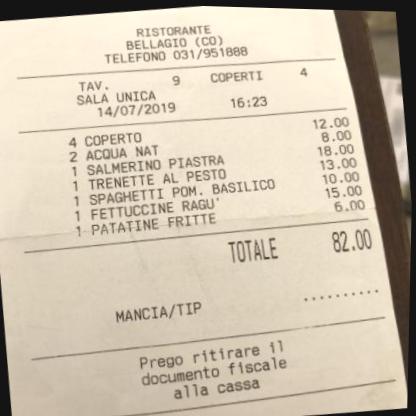 RISTORANTE
BELLAGIO (CO)
TELEFONO 031/951888
TAV. 9 COPERTI 4
SALA UNICA
14/07/2019 16:23
4 COPERTO 12.00
2 ACQUA NAT 8.00
1 SALMERINO PIASTRA 18.00
1 TRENETTE AL PESTO 13.00
1 SPAGHETTI POM. BASILICO 10.00
1 FETTUCCINE RAGU' 15.00
1 PATATINE FRITTE 6.00
TOTALE 82.00
MANCIA/TIP ..........
Prego ritirare il
documento fiscale
alla cassa